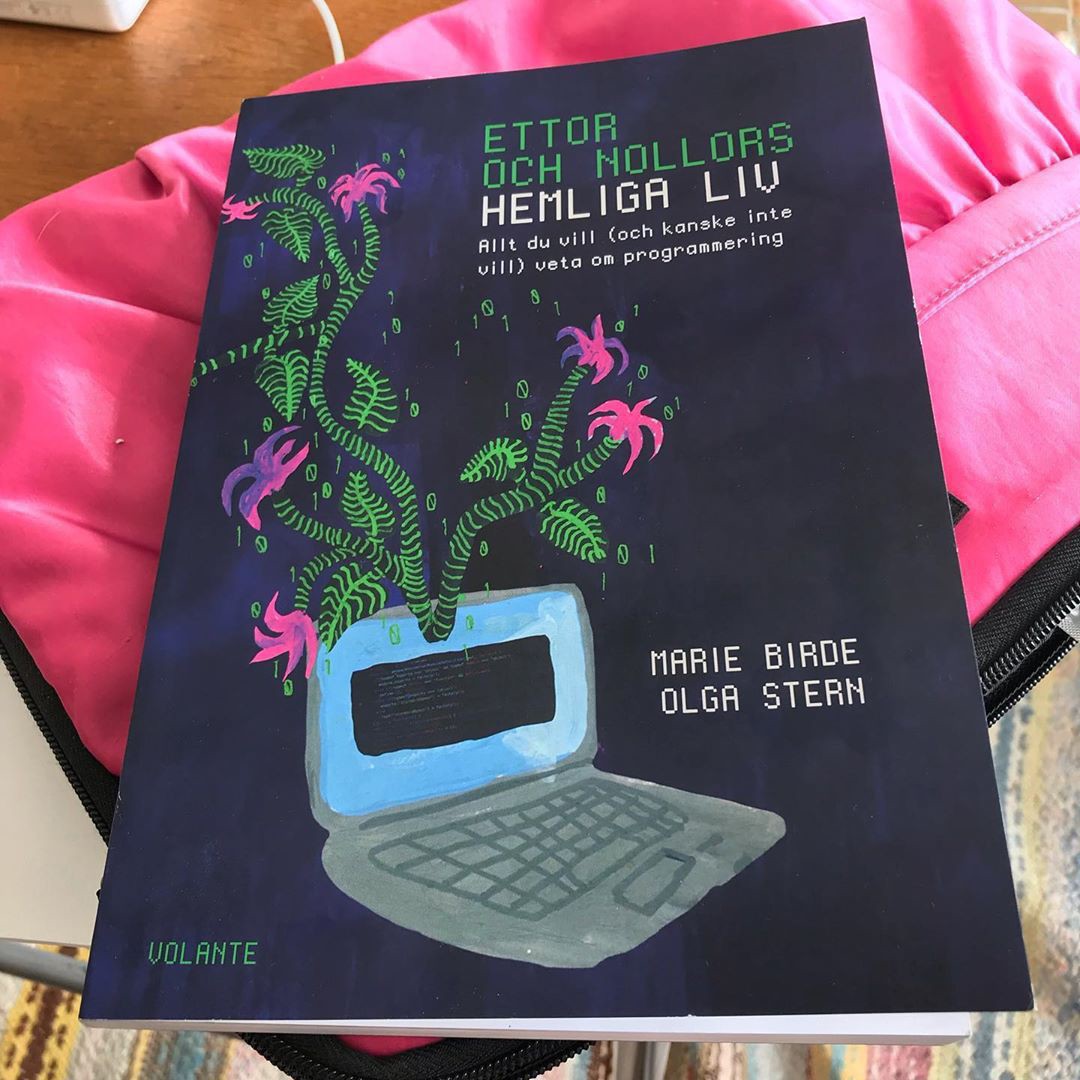 ETTOR
OCH NOLLORS
HEMLIGA LIV
Allt du vill (och kanske inte
vill) veta om programmering
MARIE BIRDE
OLGA STERN
VOLANTE